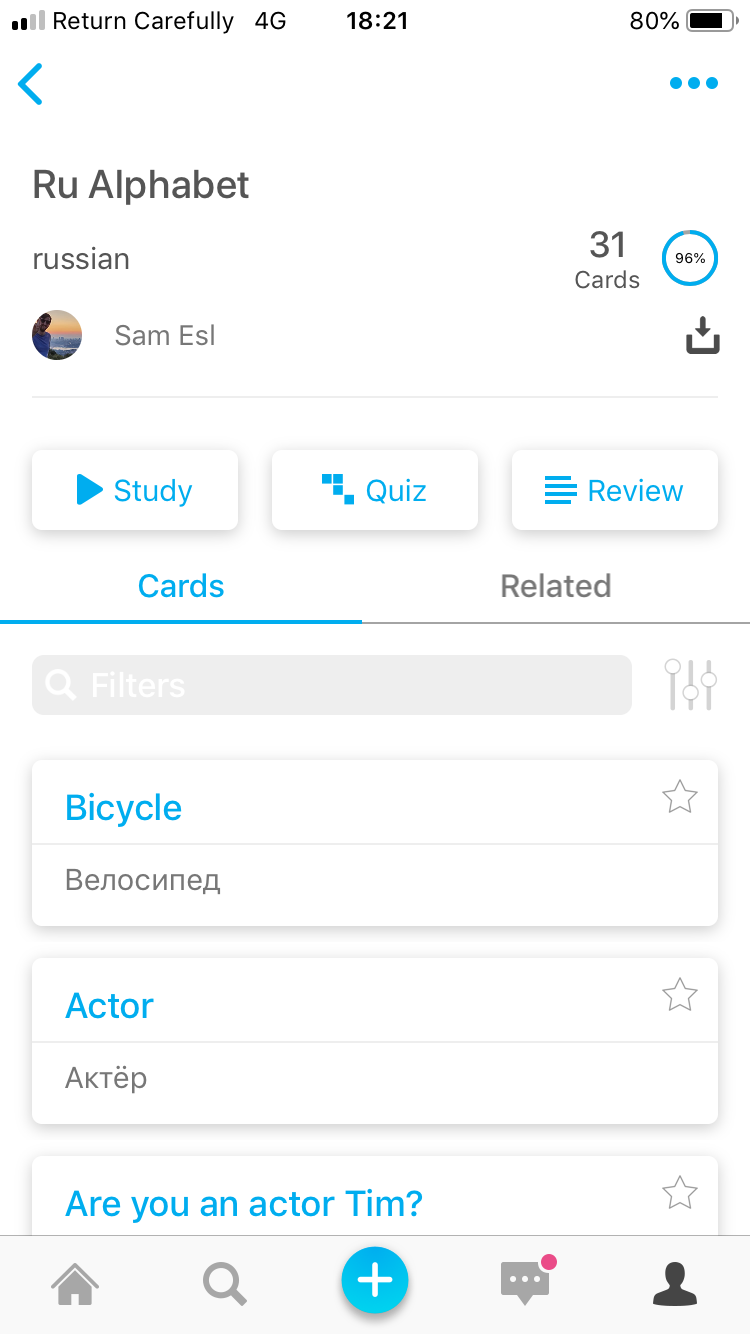 Return Carefully 4G 18:21 80%
Ru Alphabet
russian
31
Cards
96%
Sam Esl
Study
Quiz
Review
Cards
Related
Filters
Bicycle
Велосипед
Actor
Актёр
Are you an actor Tim?